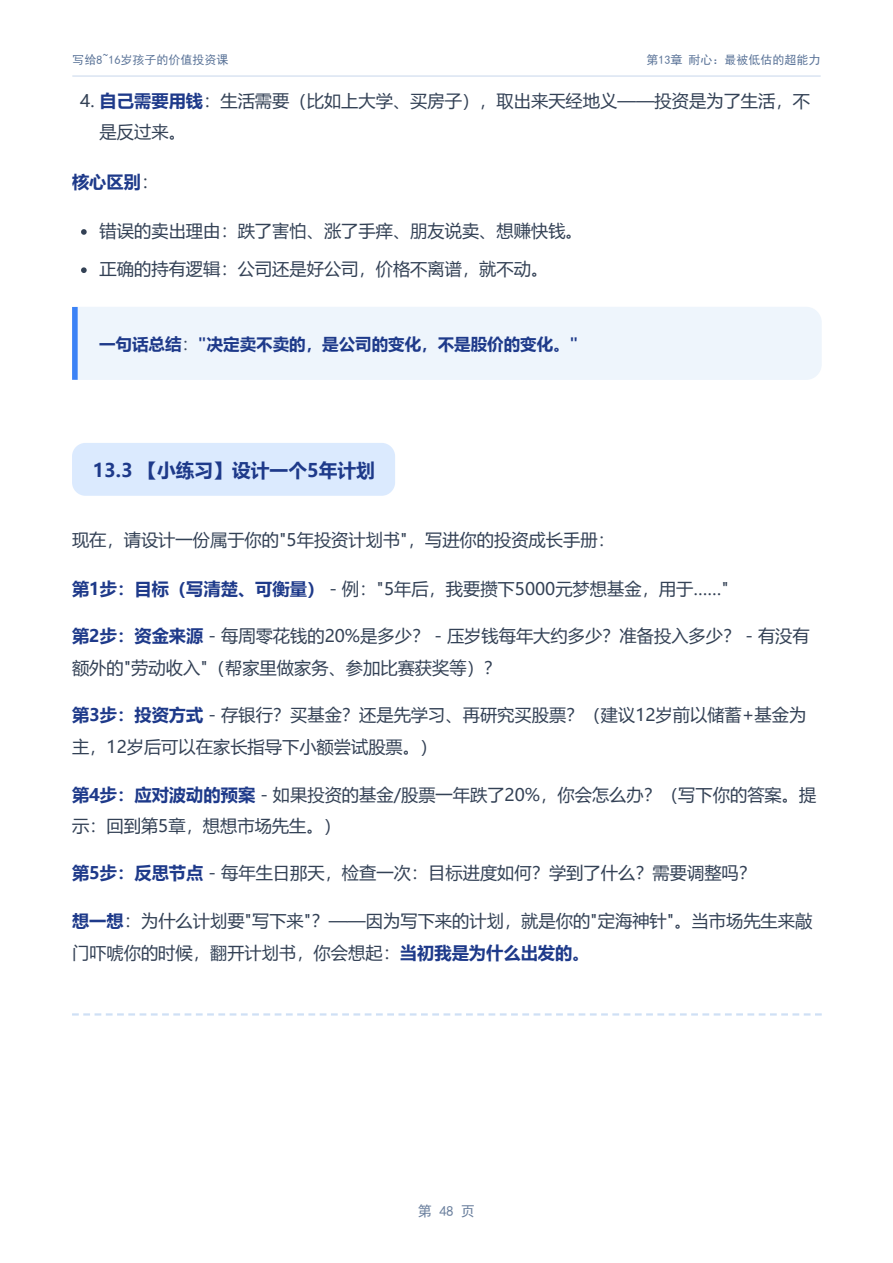 写给8~16岁孩子的价值投资课
第13章 耐心：最被低估的超能力
4. 自己需要用钱：生活需要（比如上大学、买房子），取出来天经地义——投资是为了生活，不
是反过来。
核心区别：
• 错误的卖出理由：跌了害怕、涨了手痒、朋友说卖、想赚快钱。
• 正确的持有逻辑：公司还是好公司，价格不离谱，就不动。
一句话总结："决定卖不卖的，是公司的变化，不是股价的变化。"
13.3 【小练习】设计一个5年计划
现在，请设计一份属于你的"5年投资计划书"，写进你的投资成长手册：
第1步：目标（写清楚、可衡量） - 例："5年后，我要攒下5000元梦想基金，用于……"
第2步：资金来源 - 每周零花钱的20%是多少？ - 压岁钱每年大约多少？准备投入多少？ - 有没有
额外的"劳动收入"（帮家里做家务、参加比赛获奖等）？
第3步：投资方式 - 存银行？买基金？还是先学习、再研究买股票？（建议12岁前以储蓄+基金为
主，12岁后可以在家长指导下小额尝试股票。）
第4步：应对波动的预案 - 如果投资的基金/股票一年跌了20%，你会怎么办？（写下你的答案。提
示：回到第5章，想想市场先生。）
第5步：反思节点 - 每年生日那天，检查一次：目标进度如何？学到了什么？需要调整吗？
想一想：为什么计划要"写下来"？——因为写下来的计划，就是你的"定海神针"。当市场先生来敲
门吓唬你的时候，翻开计划书，你会想起：当初我是为什么出发的。
第 48 页